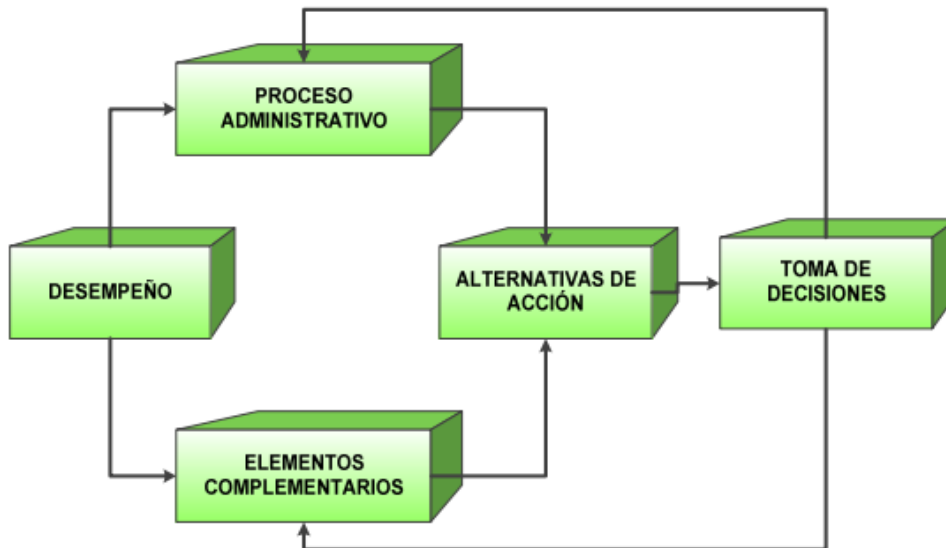 PROCESO
ADMINISTRATIVO
DESEMPEÑO
ALTERNATIVAS DE
ACCIÓN
TOMA DE
DECISIONES
ELEMENTOS
COMPLEMENTARIOS